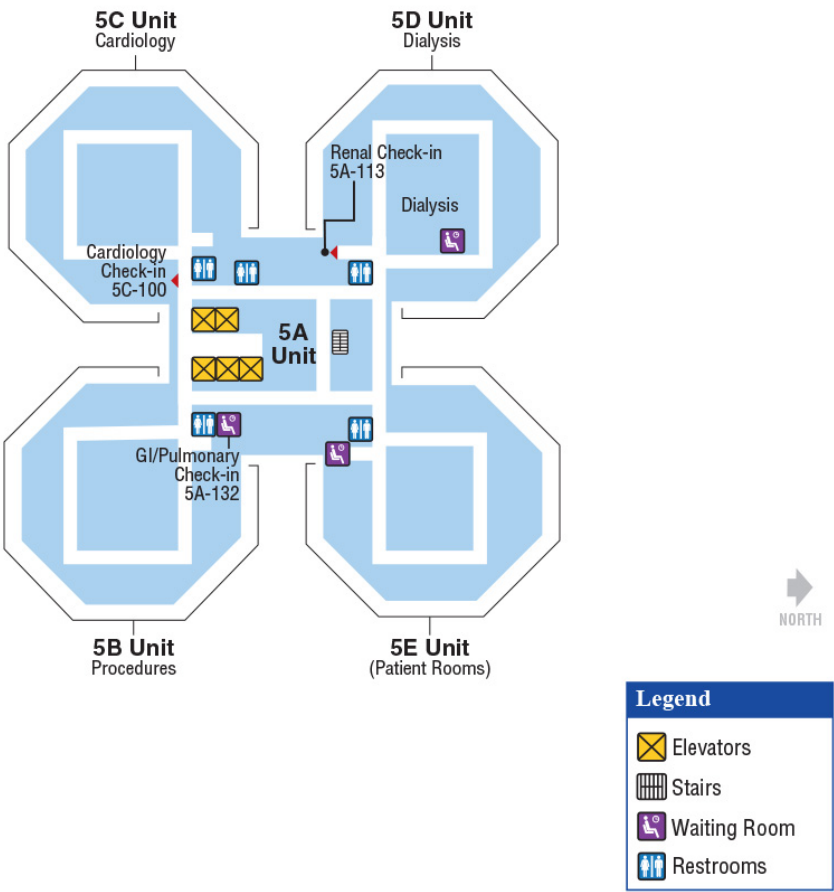 5C Unit
Cardiology
5D Unit
Dialysis
Renal Check-in
5A-113
Dialysis
Cardiology
Check-in
5C-100
5A
Unit
GI/Pulmonary
Check-in
5A-132
NORTH
5B Unit
Procedures
5E Unit
(Patient Rooms)
Legend
Elevators
Stairs
Waiting Room
Restrooms